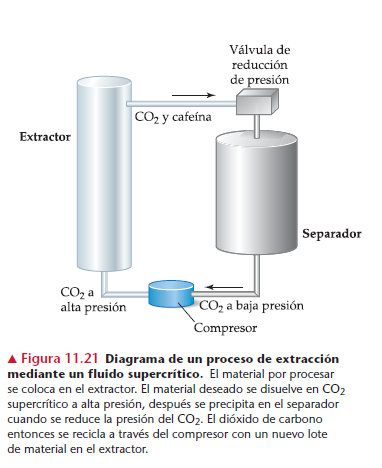 Válvula de
reducción
de presión
CO₂ y cafeína
Extractor
Separador
CO₂ a
alta presión
CO₂ a baja presión
Compresor
▲ Figura 11.21 Diagrama de un proceso de extracción
mediante un fluido supercrítico. El material por procesar
se coloca en el extractor. El material deseado se disuelve en CO₂
supercrítico a alta presión, después se precipita en el separador
cuando se reduce la presión del CO₂. El dióxido de carbono
entonces se recicla a través del compresor con un nuevo lote
de material en el extractor.